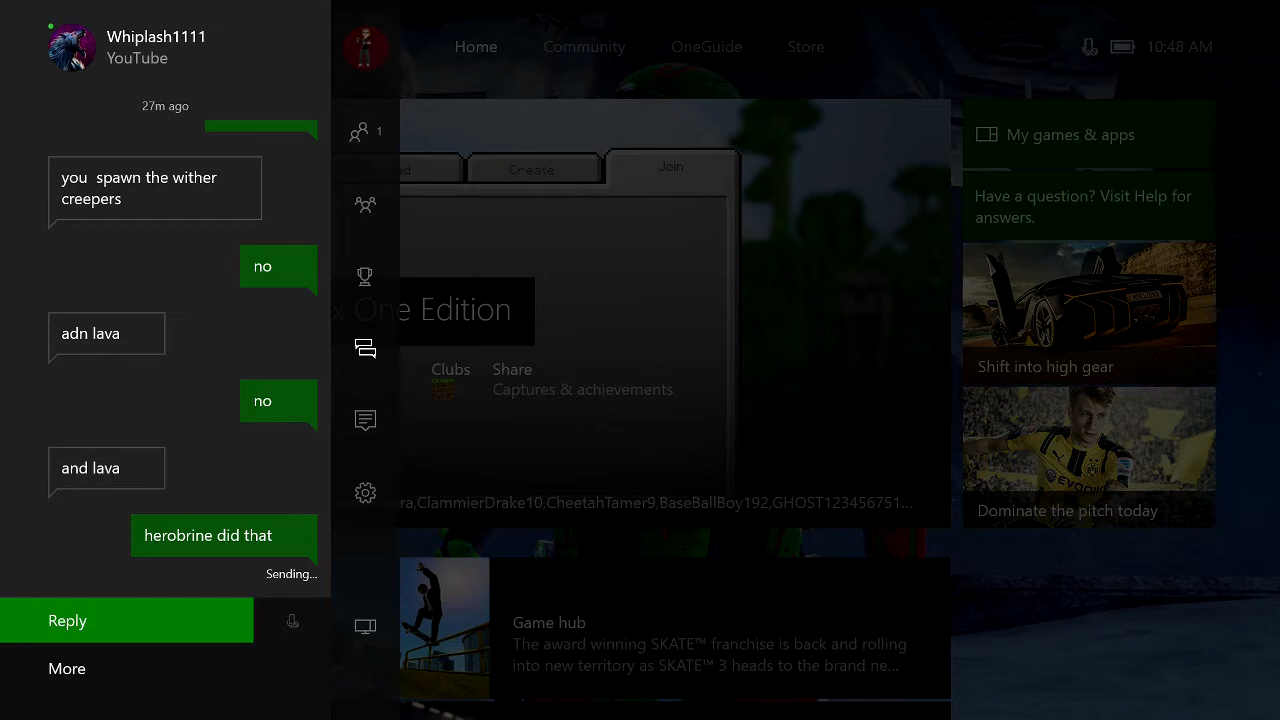 Whiplash1111
YouTube
27m ago
you  spawn the wither
creepers
no
adn lava
no
and lava
herobrine did that
Sending...
Reply
More
1
Home
Community
OneGuide
Store
10:48 AM
Create
Join
One Edition
Clubs
Share
Captures & achievements
ra,ClammierDrake10,CheetahTamer9,BaseBallBoy192,GHOST123456751...
Game hub
The award winning SKATE™ franchise is back and rolling
into new territory as SKATE™ 3 heads to the brand ne...
My games & apps
Have a question? Visit Help for
answers.
Shift into high gear
EVONIK
Dominate the pitch today